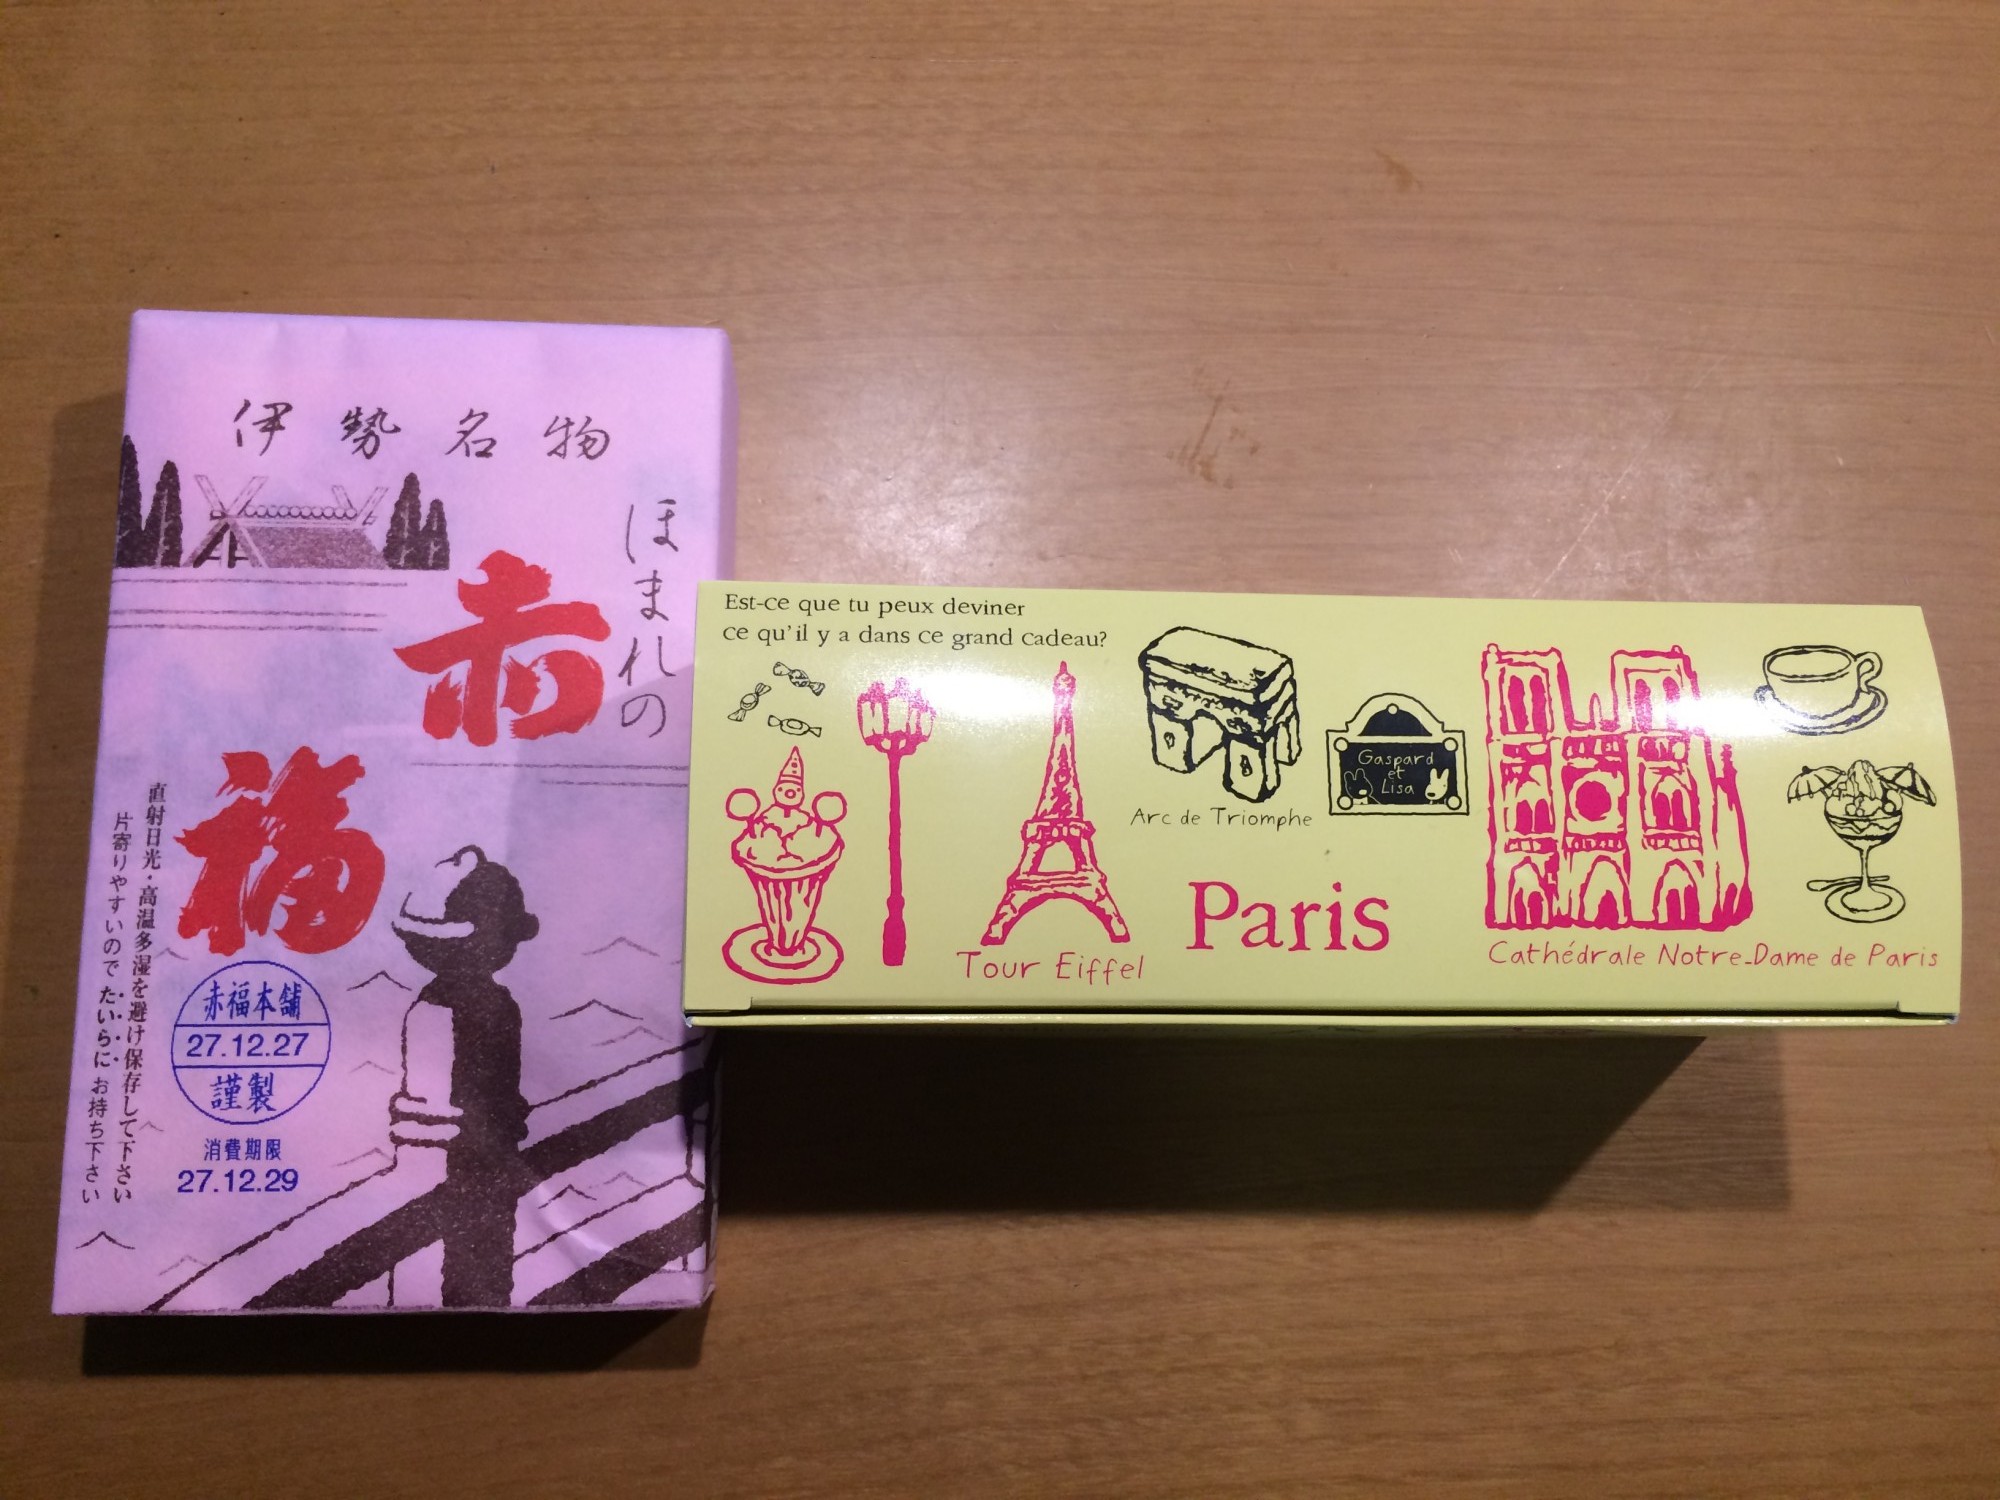 伊勢名物
ほまれの
赤
福
直射日光・高温多湿を避け保存して下さい
片寄りやすいので たいらに お持ち下さい
赤福本舗
27.12.27
謹製
消費期限
27.12.29
Est-ce que tu peux deviner
ce qu'il y a dans ce grand cadeau?
Tour Eiffel
Arc de Triomphe
Gaspard
et
Lisa
Paris
Cathédrale Notre-Dame de Paris